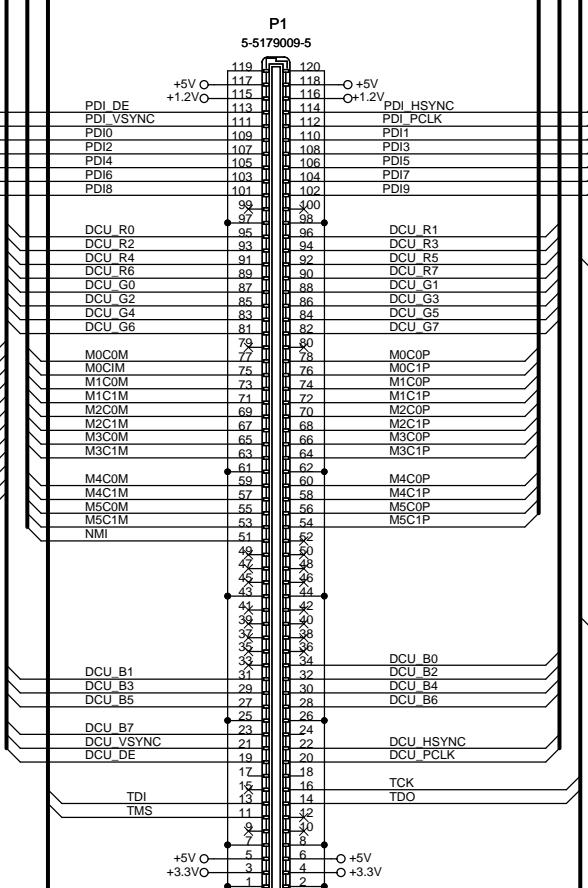 P1
5-5179009-5
119 120
+5V 117 118 +5V
+1.2V 115 116 +1.2V
PDI_DE 113 114 PDI_HSYNC
PDI_VSYNC 111 112 PDI_PCLK
PDI0 109 110 PDI1
PDI2 107 108 PDI3
PDI4 105 106 PDI5
PDI6 103 104 PDI7
PDI8 101 102 PDI9
99 100
97 98
DCU_R0 95 96 DCU_R1
DCU_R2 93 94 DCU_R3
DCU_R4 91 92 DCU_R5
DCU_R6 89 90 DCU_R7
DCU_G0 87 88 DCU_G1
DCU_G2 85 86 DCU_G3
DCU_G4 83 84 DCU_G5
DCU_G6 81 82 DCU_G7
79 80
M0C0M 77 78 M0C0P
M0CIM 75 76 M0C1P
M1C0M 73 74 M1C0P
M1C1M 71 72 M1C1P
M2C0M 69 70 M2C0P
M2C1M 67 68 M2C1P
M3C0M 65 66 M3C0P
M3C1M 63 64 M3C1P
61 62
M4C0M 59 60 M4C0P
M4C1M 57 58 M4C1P
M5C0M 55 56 M5C0P
M5C1M 53 54 M5C1P
NMI 51 52
49 50
47 48
45 46
43 44
41 42
39 40
37 38
35 36
33 34 DCU_B0
DCU_B1 31 32 DCU_B2
DCU_B3 29 30 DCU_B4
DCU_B5 27 28 DCU_B6
25 26
DCU_B7 23 24
DCU_VSYNC 21 22 DCU_HSYNC
DCU_DE 19 20 DCU_PCLK
17 18
15 16 TCK
TDI 13 14 TDO
TMS 11 12
9 10
7 8
+5V 5 6 +5V
+3.3V 3 4 +3.3V
1 2